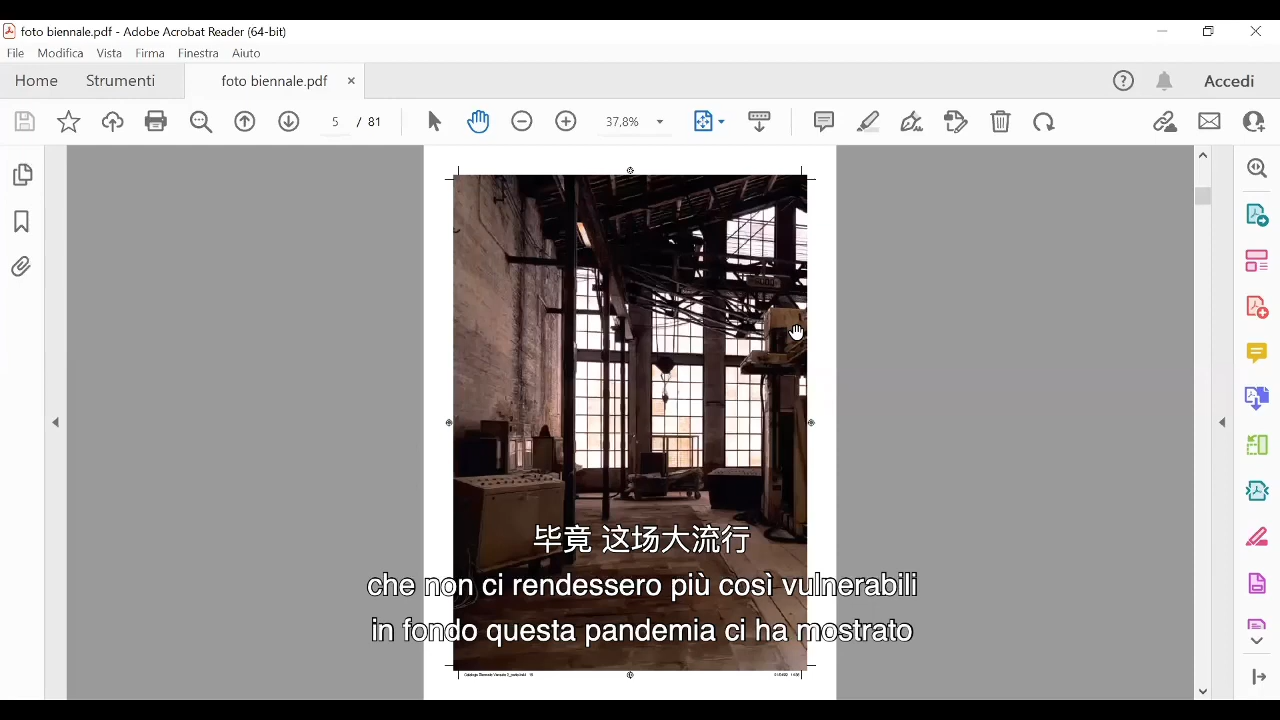 foto biennale.pdf - Adobe Acrobat Reader (64-bit)
File Modifica Vista Firma Finestra Aiuto
Home Strumenti foto biennale.pdf × Accedi
5 / 81 37,8%
毕竟 这场大流行
che non ci rendessero più così vulnerabili
in fondo questa pandemia ci ha mostrato